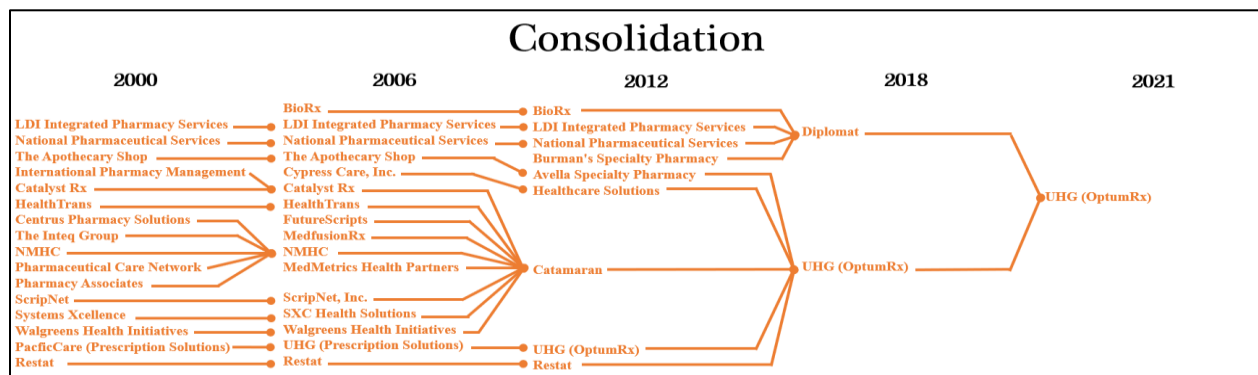 Consolidation
2000 2006 2012 2018 2021
BioRx BioRx
LDI Integrated Pharmacy Services LDI Integrated Pharmacy Services LDI Integrated Pharmacy Services Diplomat
National Pharmaceutical Services National Pharmaceutical Services National Pharmaceutical Services
The Apothecary Shop The Apothecary Shop Burman's Specialty Pharmacy
International Pharmacy Management Cypress Care, Inc. Avella Specialty Pharmacy
Catalyst Rx Catalyst Rx Healthcare Solutions UHG (OptumRx)
HealthTrans HealthTrans
Centrus Pharmacy Solutions FutureScripts
The Inteq Group MedfusionRx
NMHC NMHC
Pharmaceutical Care Network MedMetrics Health Partners Catamaran UHG (OptumRx)
Pharmacy Associates
ScripNet ScripNet, Inc.
Systems Xcellence SXC Health Solutions
Walgreens Health Initiatives Walgreens Health Initiatives
PacficCare (Prescription Solutions) UHG (Prescription Solutions) UHG (OptumRx)
Restat Restat Restat